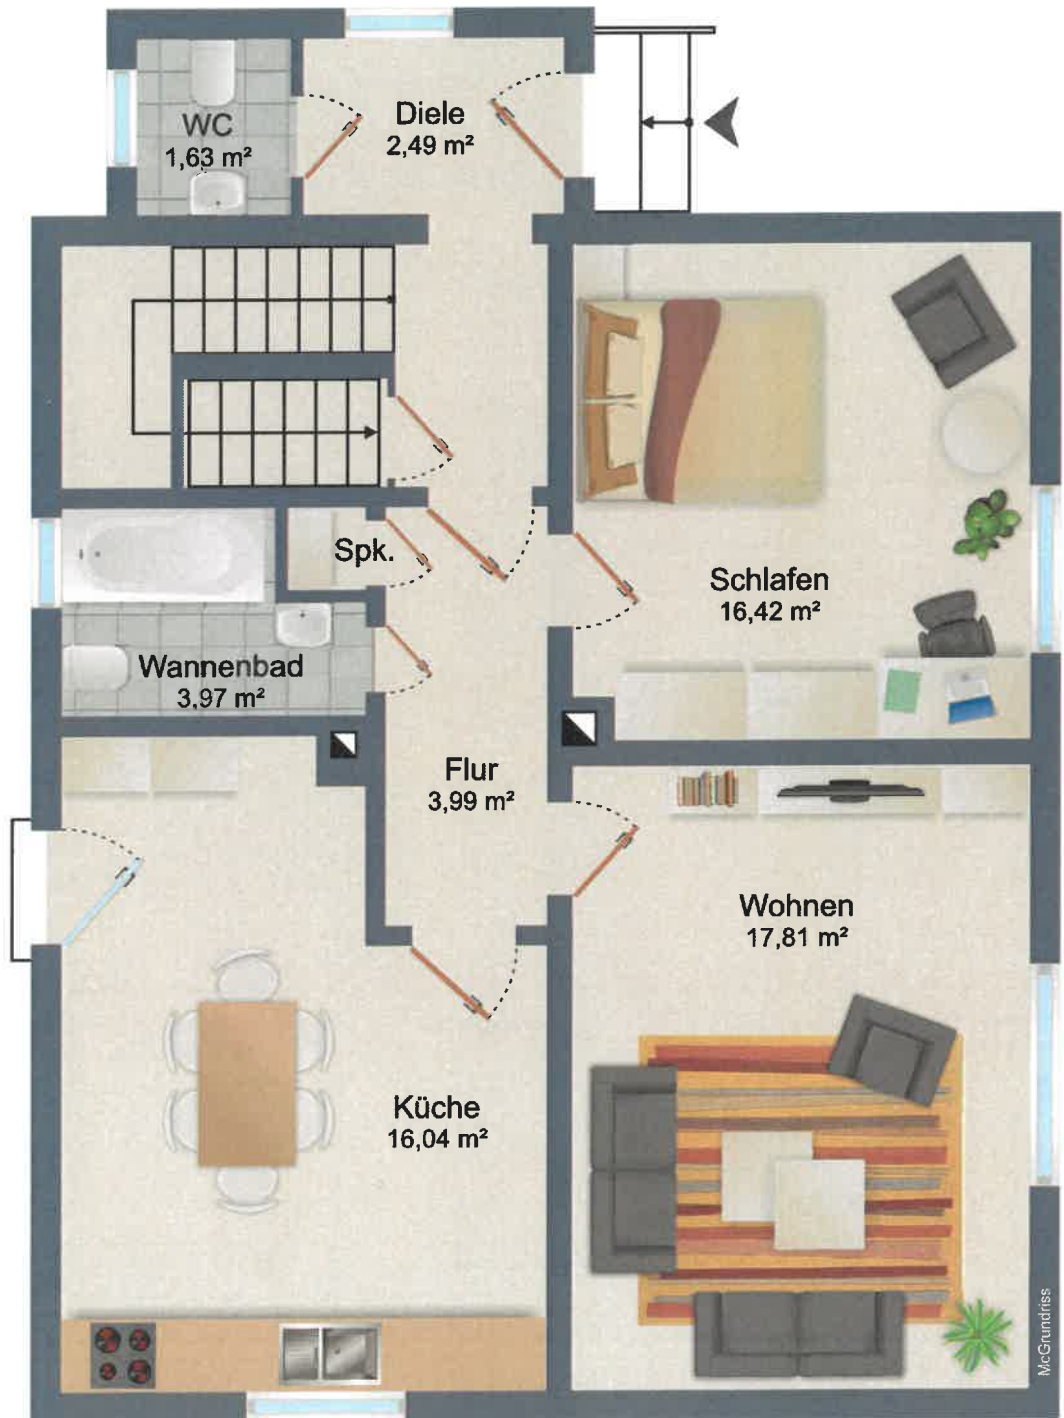 WC
1,63 m²
Diele
2,49 m²
Spk.
Schlafen
16,42 m²
Wannenbad
3,97 m²
Flur
3,99 m²
Wohnen
17,81 m²
Küche
16,04 m²
McGrundriss